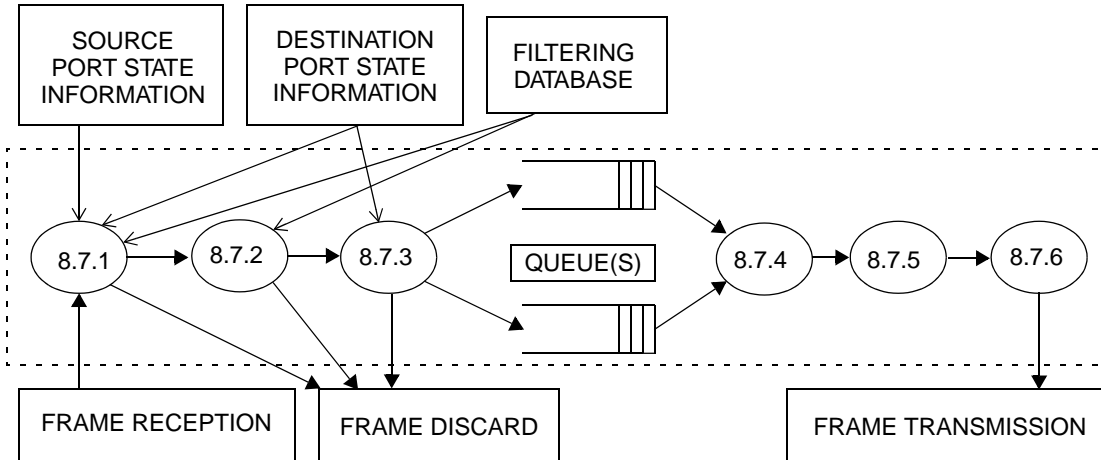 SOURCE
PORT STATE
INFORMATION
DESTINATION
PORT STATE
INFORMATION
FILTERING
DATABASE
8.7.1
8.7.2
8.7.3
QUEUE(S)
8.7.4
8.7.5
8.7.6
FRAME RECEPTION
FRAME DISCARD
FRAME TRANSMISSION